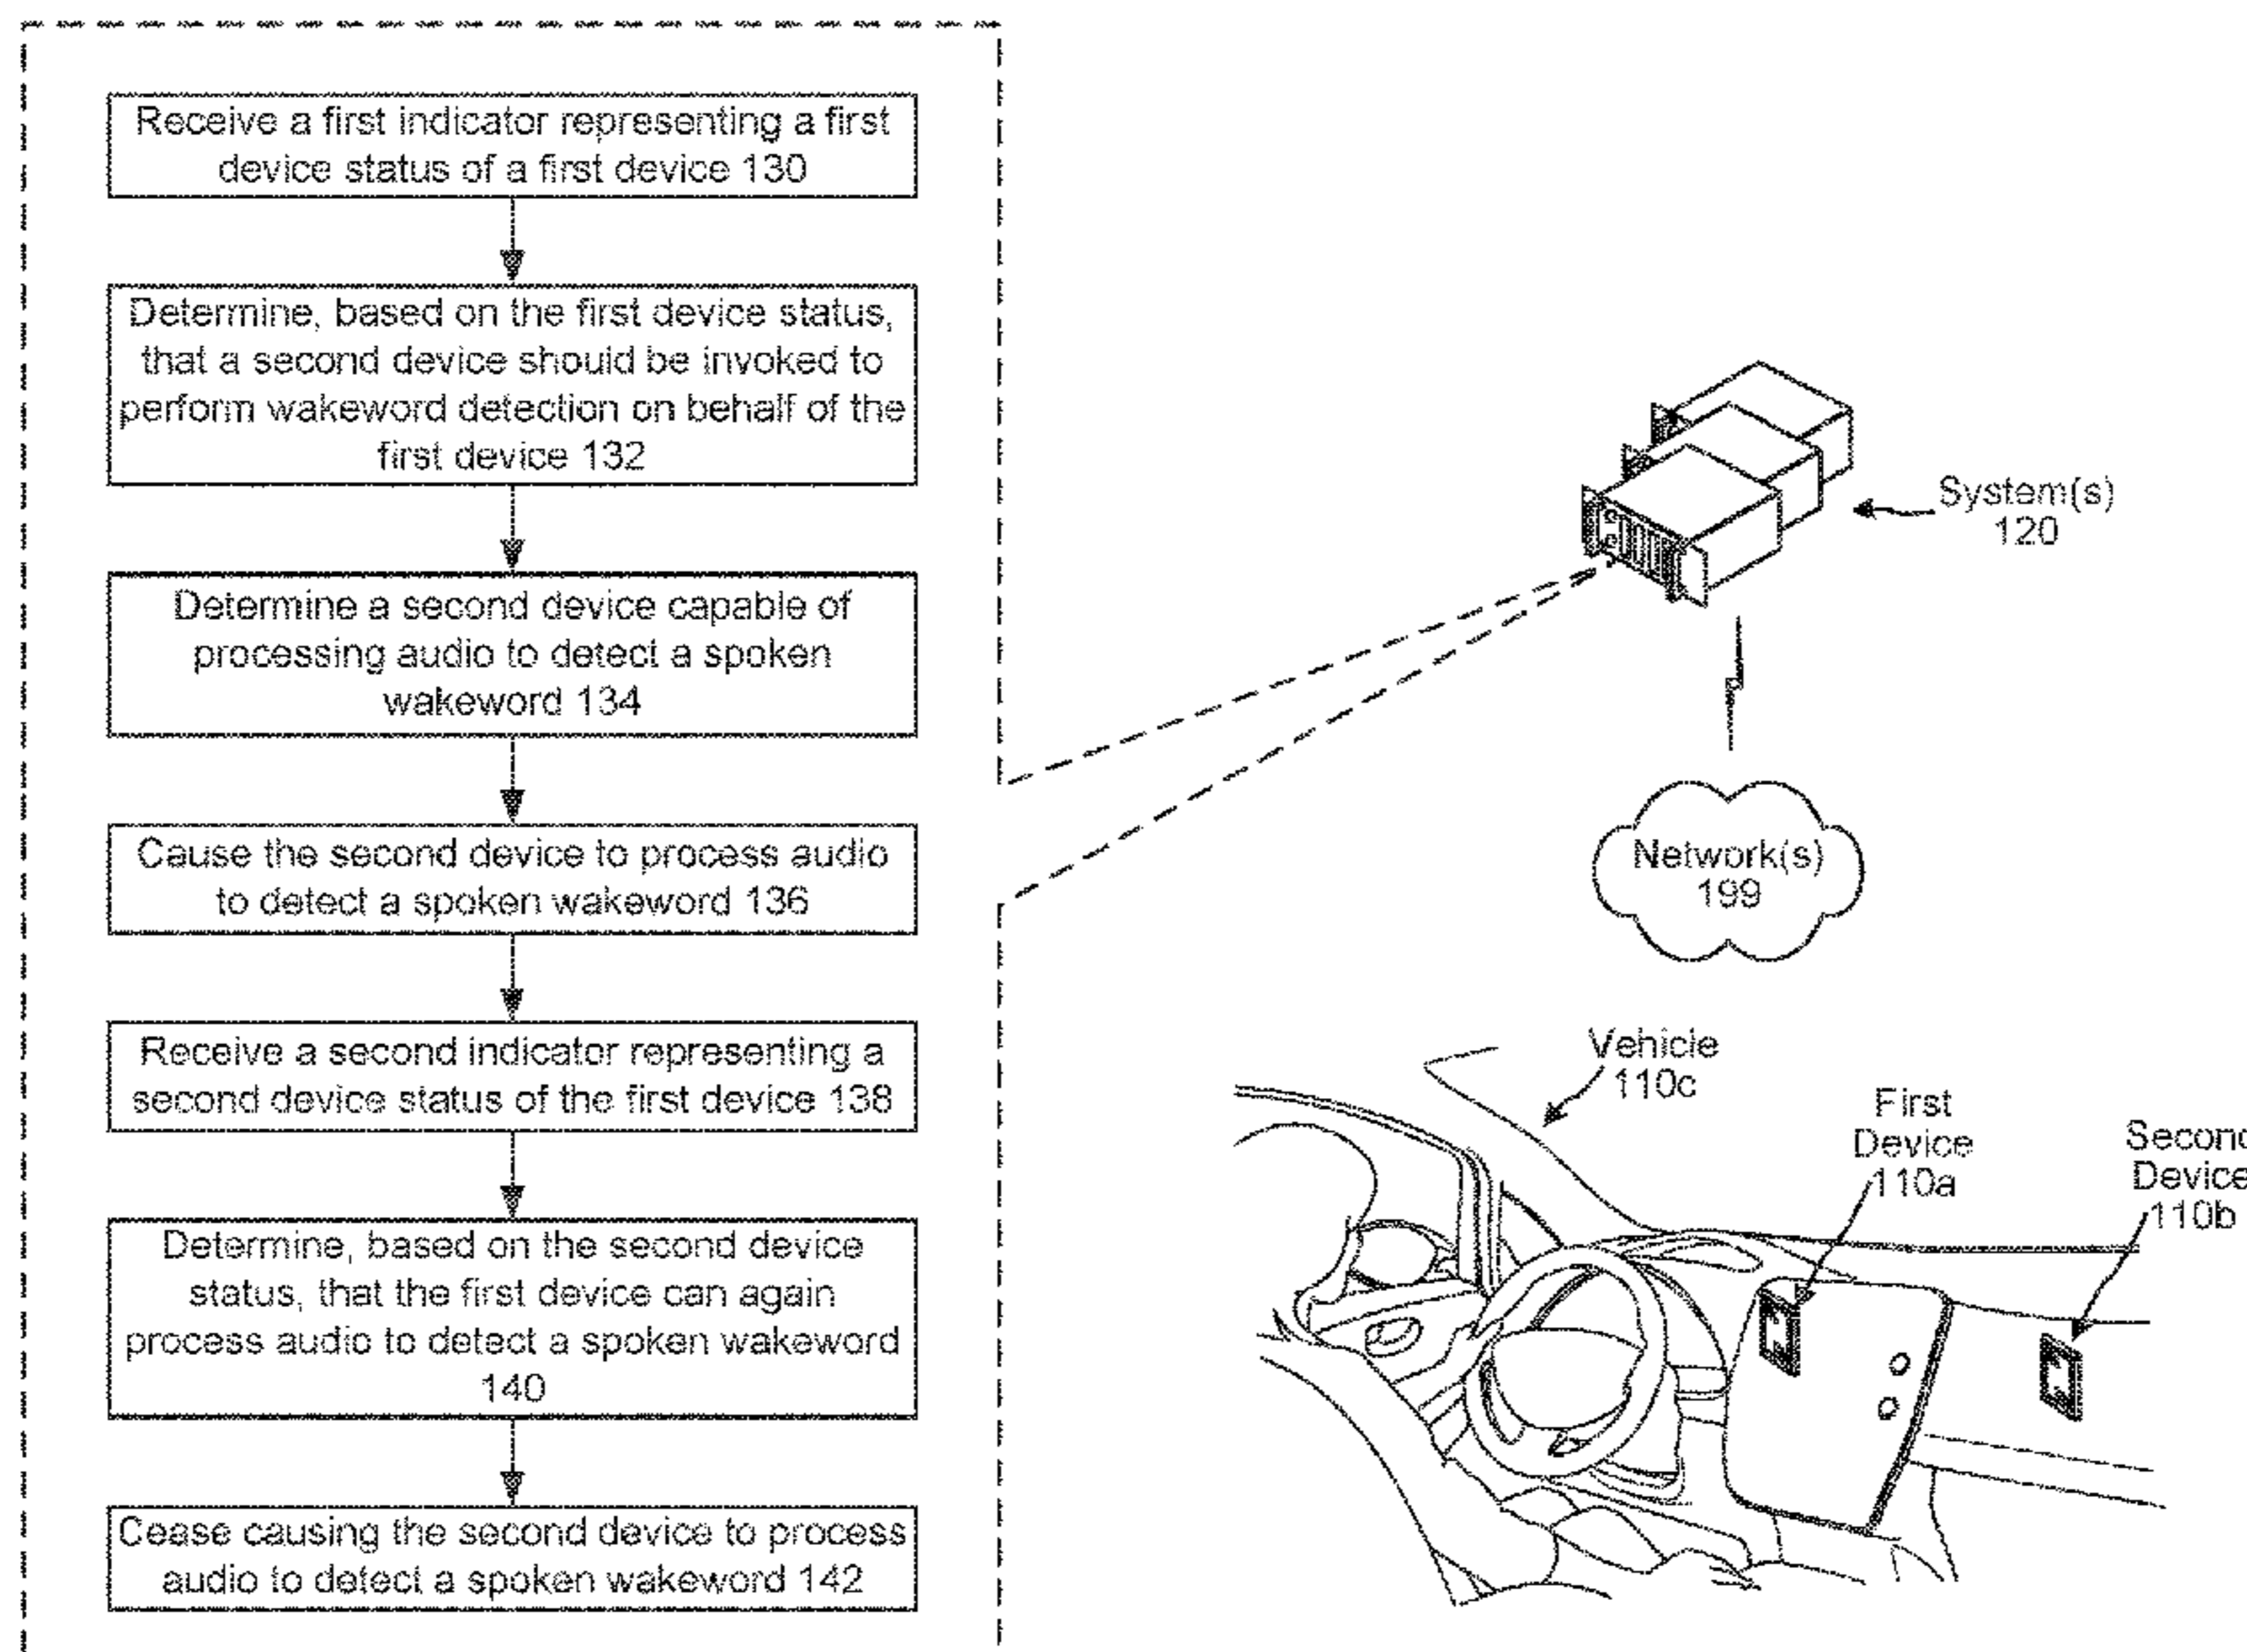 Receive a first indicator representing a first
device status of a first device 130
Determine, based on the first device status,
that a second device should be invoked to
perform wakeword detection on behalf of the
first device 132
Determine a second device capable of
processing audio to detect a spoken
wakeword 134
Cause the second device to process audio
to detect a spoken wakeword 136
Receive a second indicator representing a
second device status of the first device 138
Determine, based on the second device
status, that the first device can again
process audio to detect a spoken wakeword
140
Cease causing the second device to process
audio to detect a spoken wakeword 142
System(s)
120
Network(s)
199
Vehicle
110c
First
Device
110a
Second
Device
110b